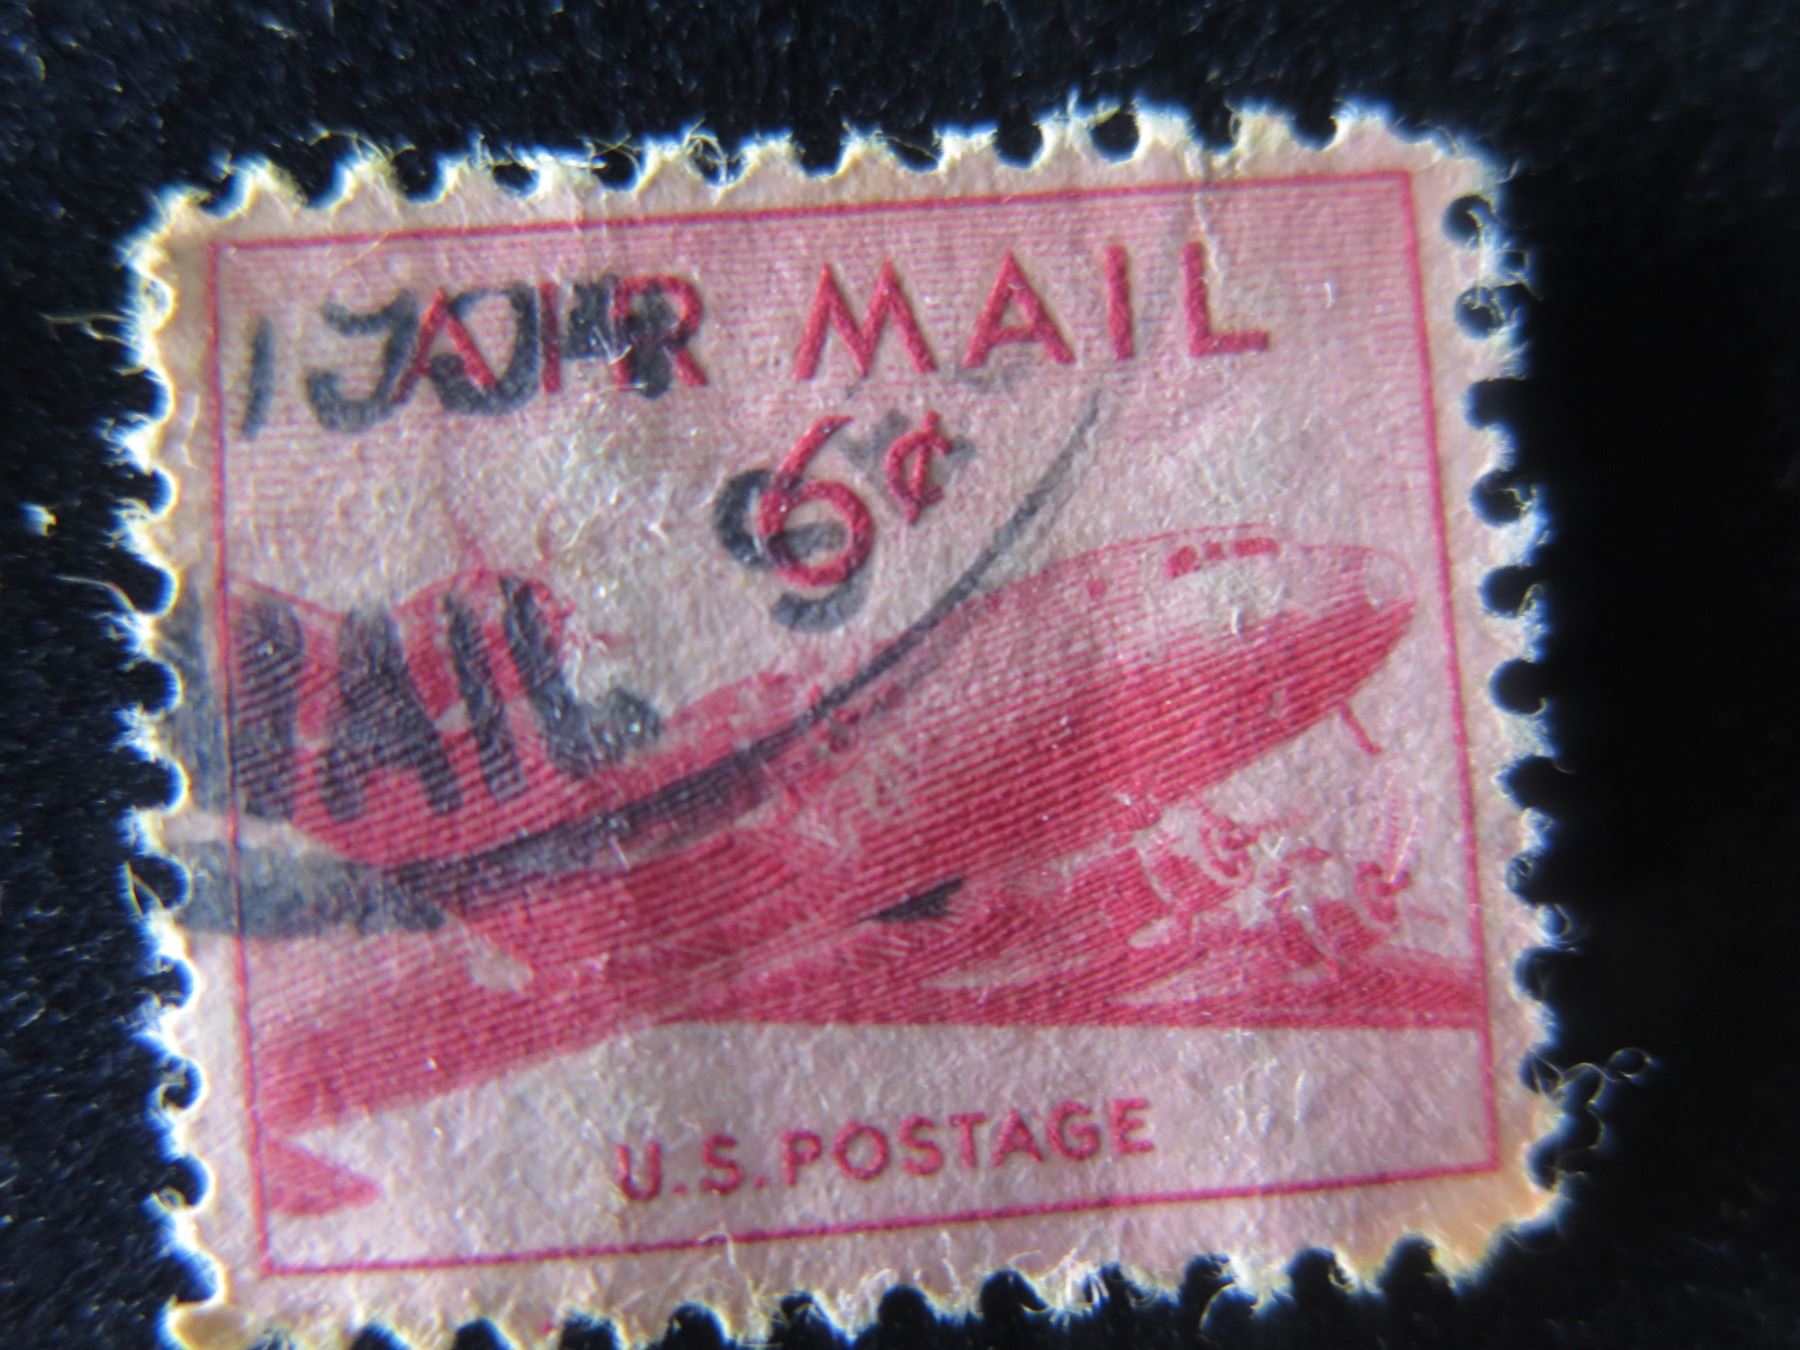 AIR MAIL
6¢
U.S. POSTAGE